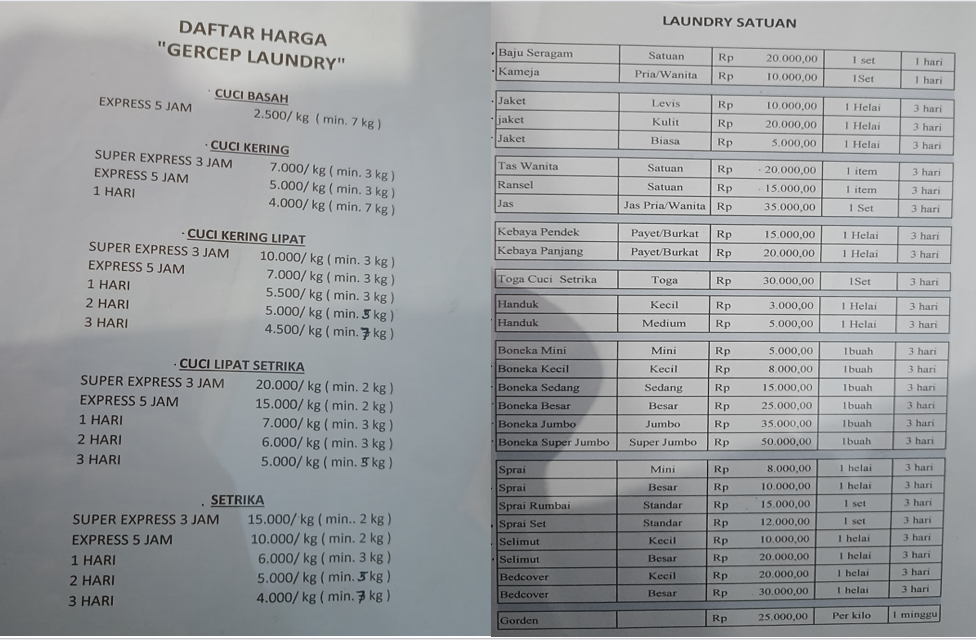 DAFTAR HARGA
"GERCEP LAUNDRY"
CUCI BASAH
EXPRESS 5 JAM 2.500/ kg ( min. 7 kg )
CUCI KERING
SUPER EXPRESS 3 JAM 7.000/ kg ( min. 3 kg )
EXPRESS 5 JAM 5.000/ kg ( min. 3 kg )
1 HARI 4.000/ kg ( min. 7 kg )
CUCI KERING LIPAT
SUPER EXPRESS 3 JAM 10.000/ kg ( min. 3 kg )
EXPRESS 5 JAM 7.000/ kg ( min. 3 kg )
1 HARI 5.500/ kg ( min. 3 kg )
2 HARI 5.000/ kg ( min. 5 kg )
3 HARI 4.500/ kg ( min. 7 kg )
CUCI LIPAT SETRIKA
SUPER EXPRESS 3 JAM 20.000/ kg ( min. 2 kg )
EXPRESS 5 JAM 15.000/ kg ( min. 2 kg )
1 HARI 7.000/ kg ( min. 3 kg )
2 HARI 6.000/ kg ( min. 3 kg )
3 HARI 5.000/ kg ( min. 5 kg )
SETRIKA
SUPER EXPRESS 3 JAM 15.000/ kg ( min.. 2 kg )
EXPRESS 5 JAM 10.000/ kg ( min. 2 kg )
1 HARI 6.000/ kg ( min. 3 kg )
2 HARI 5.000/ kg ( min. 5 kg )
3 HARI 4.000/ kg ( min. 7 kg )
LAUNDRY SATUAN
Baju Seragam Satuan Rp 20.000,00 1 set 1 hari
Kameja Pria/Wanita Rp 10.000,00 1Set 1 hari
Jaket Levis Rp 10.000,00 1 Helai 3 hari
jaket Kulit Rp 20.000,00 1 Helai 3 hari
Jaket Biasa Rp 5.000,00 1 Helai 3 hari
Tas Wanita Satuan Rp 20.000,00 1 item 3 hari
Ransel Satuan Rp 15.000,00 1 item 3 hari
Jas Jas Pria/Wanita Rp 35.000,00 1 Set 3 hari
Kebaya Pendek Payet/Burkat Rp 15.000,00 1 Helai 3 hari
Kebaya Panjang Payet/Burkat Rp 20.000,00 1 Helai 3 hari
Toga Cuci Setrika Toga Rp 30.000,00 1Set 3 hari
Handuk Kecil Rp 3.000,00 1 Helai 3 hari
Handuk Medium Rp 5.000,00 1 Helai 3 hari
Boneka Mini Mini Rp 5.000,00 1buah 3 hari
Boneka Kecil Kecil Rp 8.000,00 1buah 3 hari
Boneka Sedang Sedang Rp 15.000,00 1buah 3 hari
Boneka Besar Besar Rp 25.000,00 1buah 3 hari
Boneka Jumbo Jumbo Rp 35.000,00 1buah 3 hari
Boneka Super Jumbo Super Jumbo Rp 50.000,00 1buah 3 hari
Sprai Mini Rp 8.000,00 1 helai 3 hari
Sprai Besar Rp 10.000,00 1 helai 3 hari
Sprai Rumbai Standar Rp 15.000,00 1 set 3 hari
Sprai Set Standar Rp 12.000,00 1 set 3 hari
Selimut Kecil Rp 10.000,00 1 helai 3 hari
Selimut Besar Rp 20.000,00 1 helai 3 hari
Bedcover Kecil Rp 20.000,00 1 helai 3 hari
Bedcover Besar Rp 30.000,00 1 helai 3 hari
Gorden Rp 25.000,00 Per kilo 1 minggu